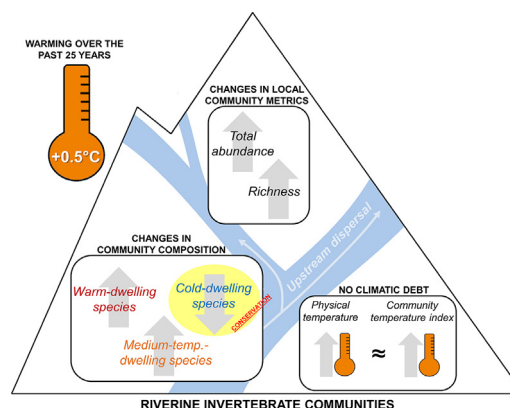 WARMING OVER THE
PAST 25 YEARS
+0.5°C
CHANGES IN LOCAL
COMMUNITY METRICS
Total
abundance
Richness
Upstream dispersal
CHANGES IN
COMMUNITY COMPOSITION
Warm-dwelling
species
Cold-dwelling
species
CONSERVATION
Medium-temp.-
dwelling species
NO CLIMATIC DEBT
Physical
temperature
≈
Community
temperature index
RIVERINE INVERTEBRATE COMMUNITIES